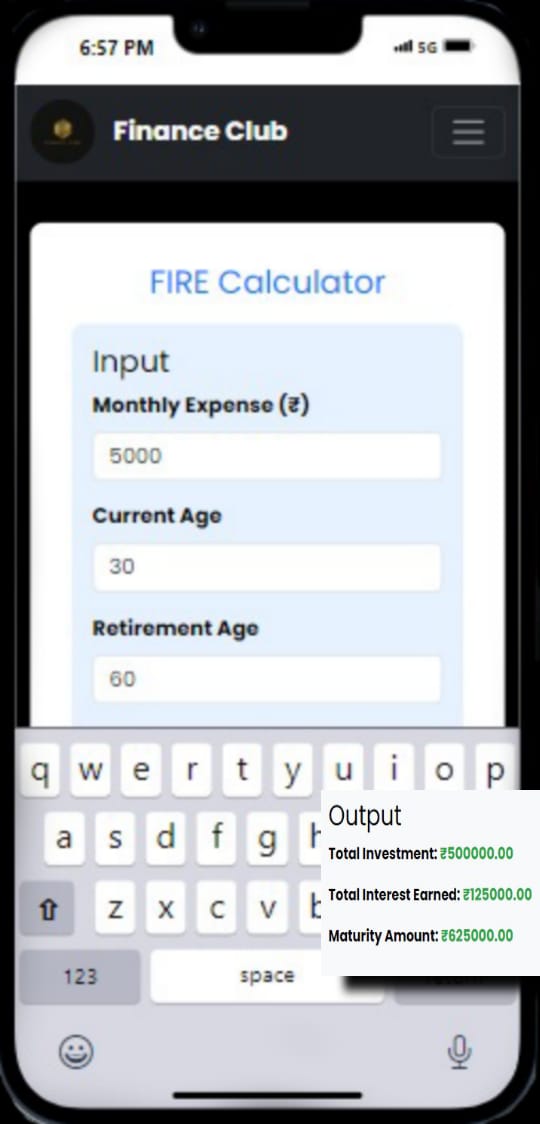 6:57 PM 5G
Finance Club
FIRE Calculator
Input
Monthly Expense (₹)
5000
Current Age
30
Retirement Age
60
q w e r t y u i o p
a s d f g
z x c v
123 space
Output
Total Investment: ₹500000.00
Total Interest Earned: ₹125000.00
Maturity Amount: ₹625000.00